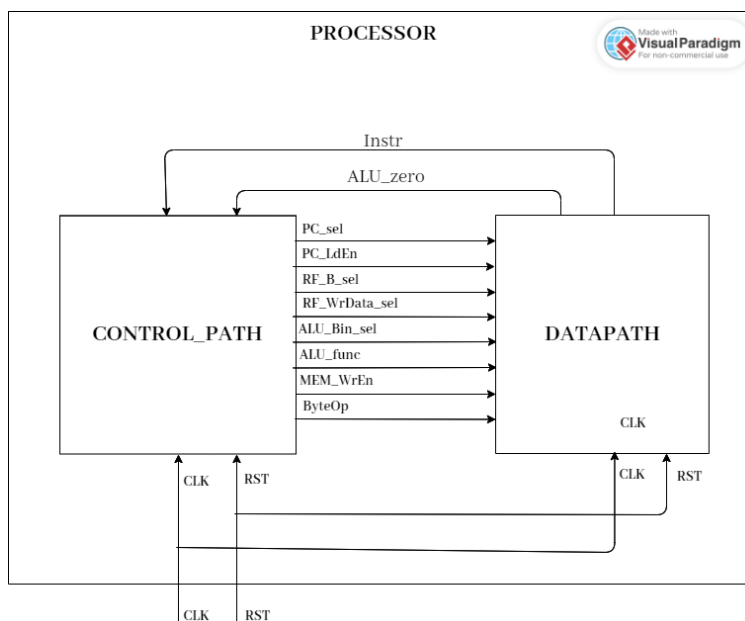 PROCESSOR
Made with
Visual Paradigm
For non-commercial use
Instr
ALU_zero
PC_sel
PC_LdEn
RF_B_sel
RF_WrData_sel
CONTROL_PATH
ALU_Bin_sel
DATAPATH
ALU_func
MEM_WrEn
ByteOp
CLK
CLK
RST
CLK
RST
CLK
RST